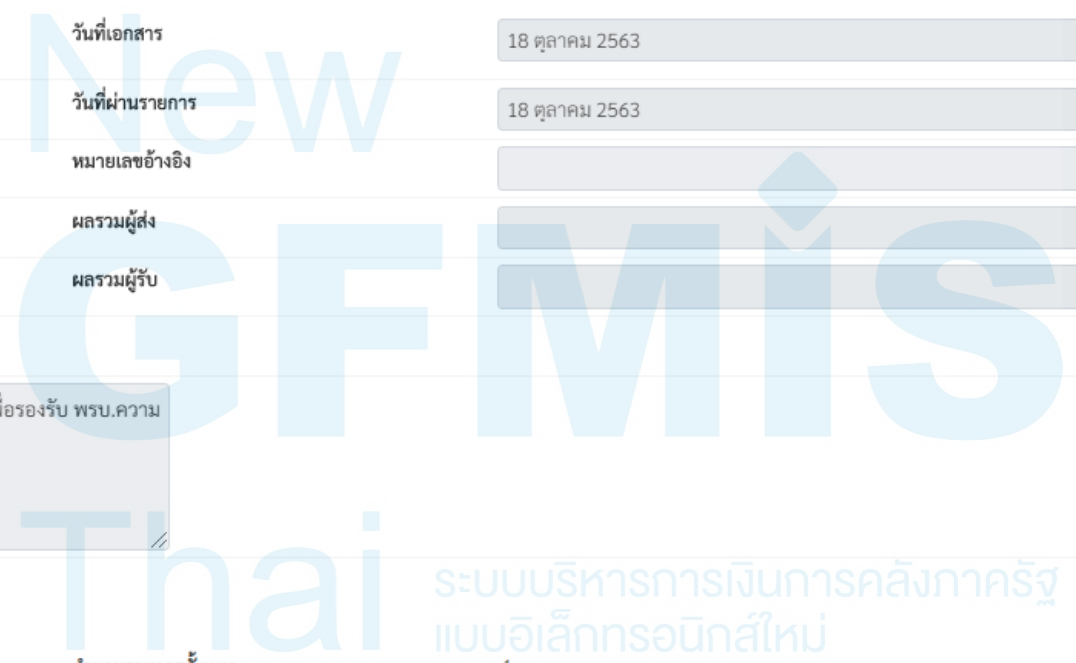 วันที่เอกสาร
18 ตุลาคม 2563
วันที่ผ่านรายการ
18 ตุลาคม 2563
หมายเลขอ้างอิง
ผลรวมผู้ส่ง
ผลรวมผู้รับ
รองรับ พรบ.ความ
New
GFMiS
Thai
ระบบบริหารการเงินการคลังภาครัฐ
แบบอิเล็กทรอนิกส์ใหม่